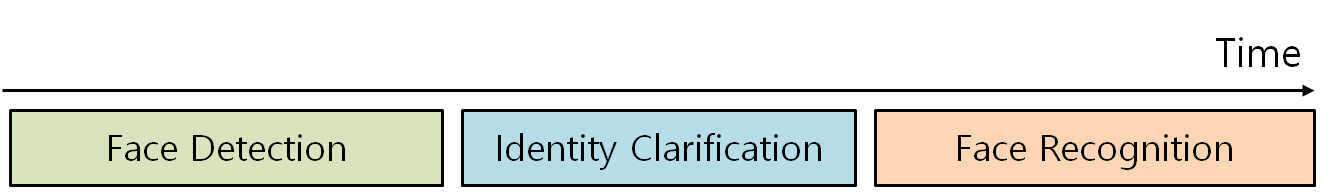 Time
Face Detection
Identity Clarification
Face Recognition